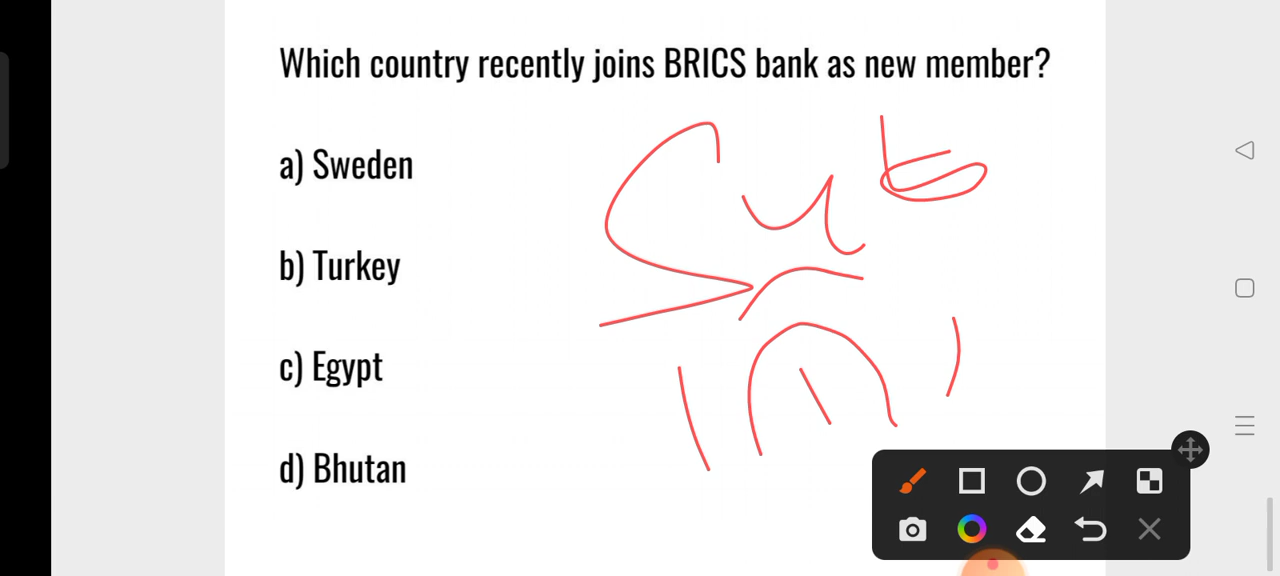 Which country recently joins BRICS bank as new member?
a) Sweden
b) Turkey
c) Egypt
d) Bhutan